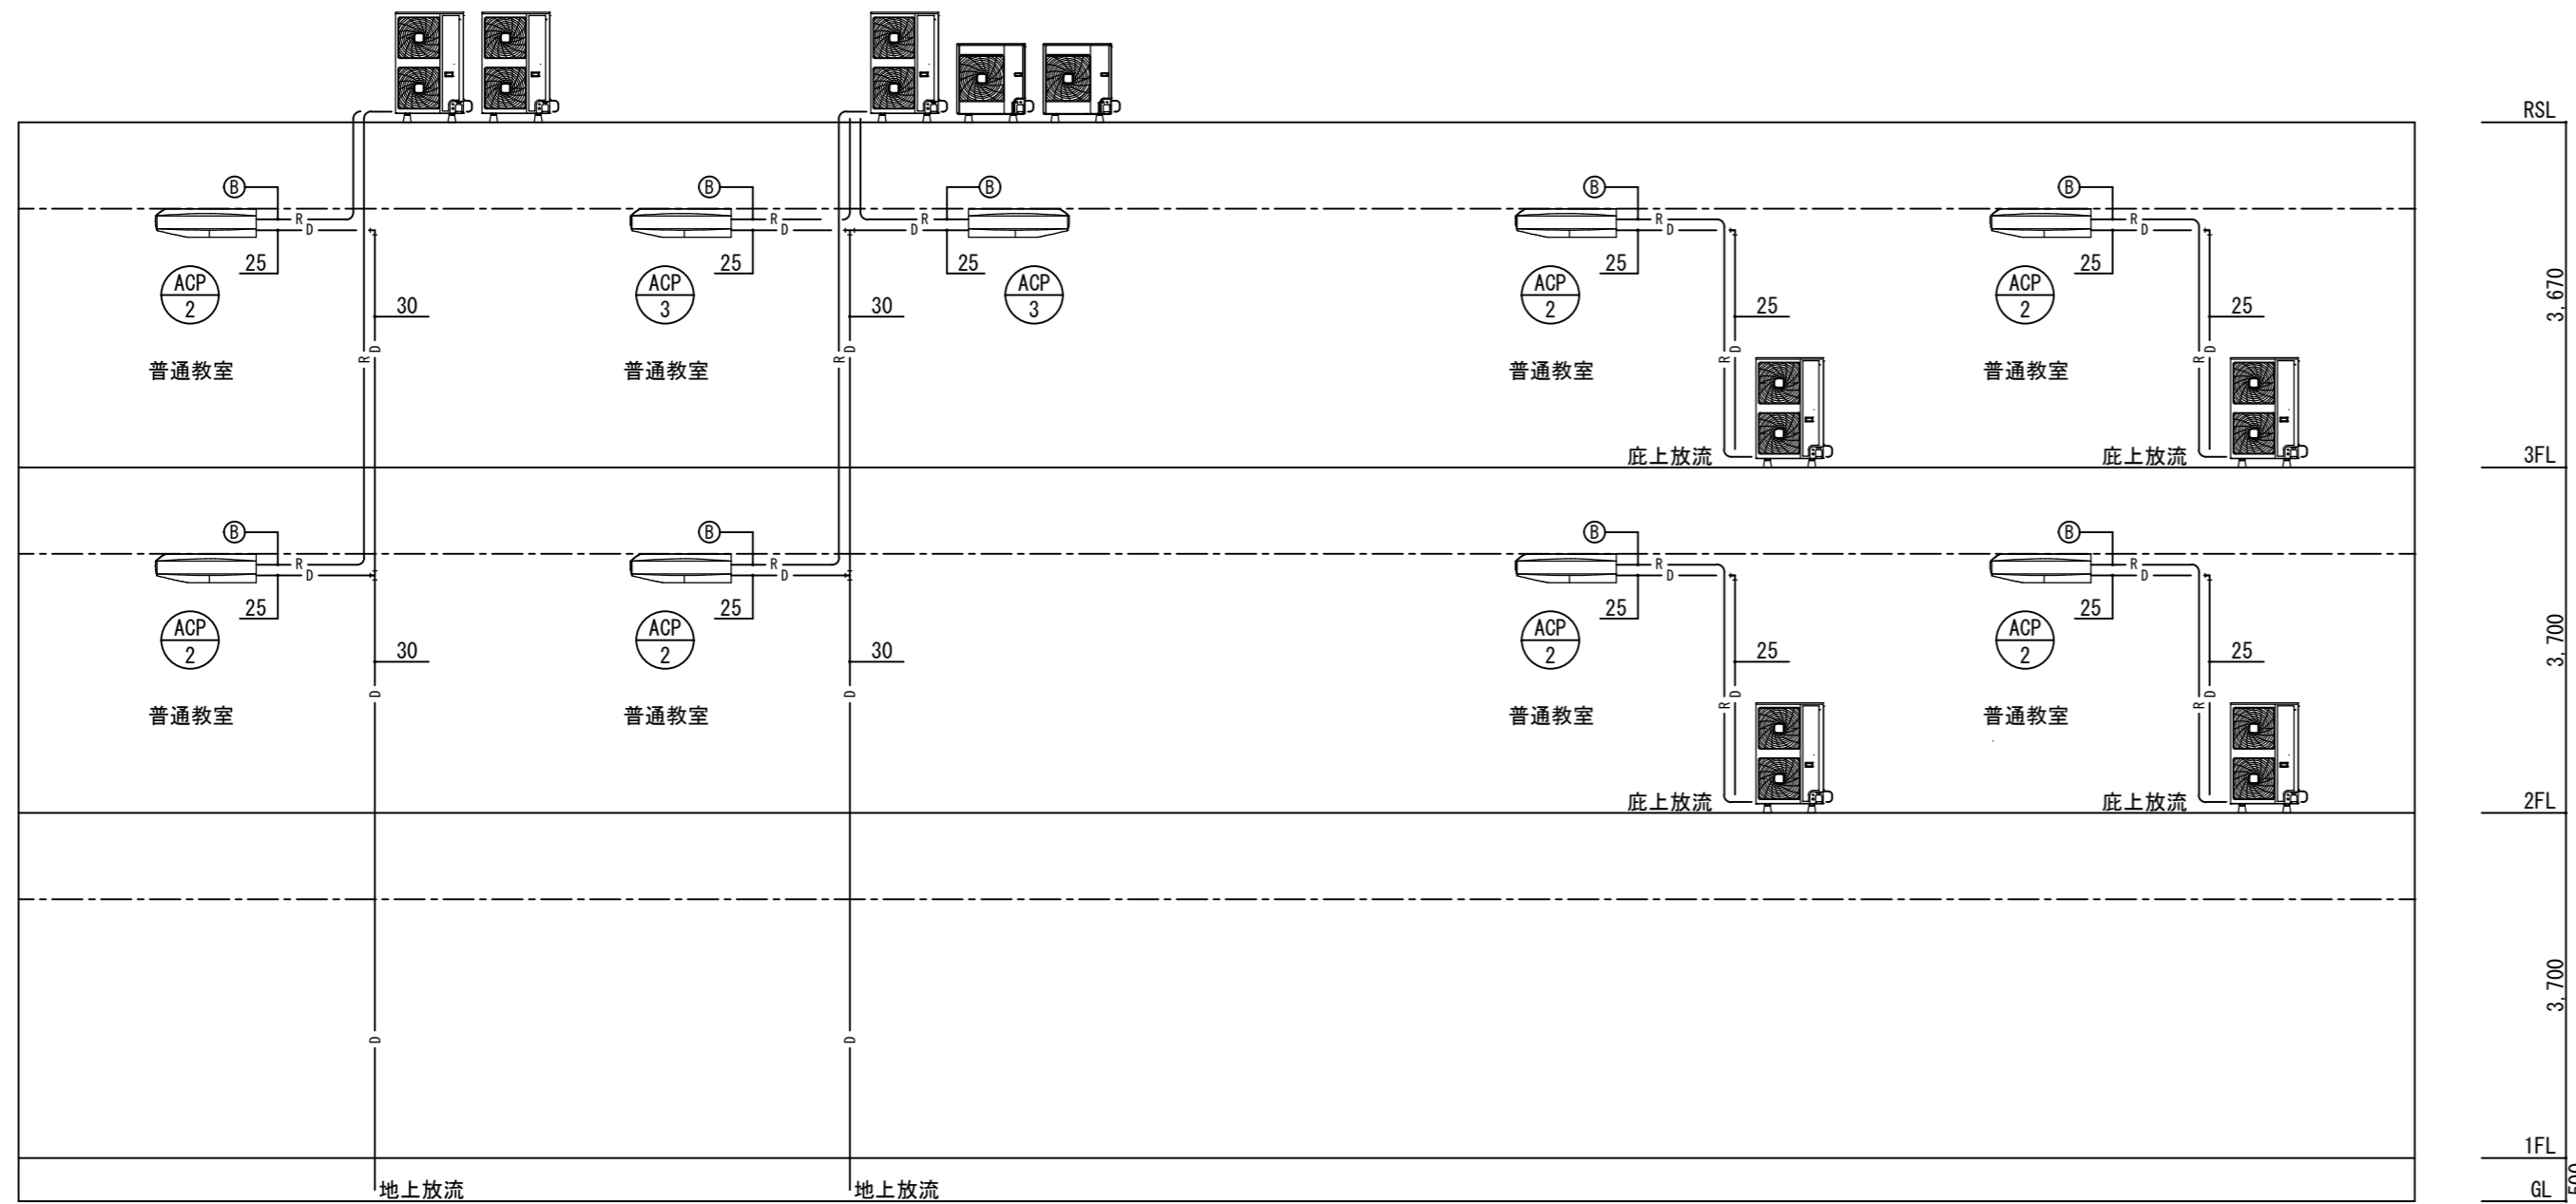 RSL
B B B B B
R R R R R
D D D D D
25 25 25 25 25
ACP
2
ACP
3
ACP
3
ACP
2
ACP
2
30 30 25 25
3,670
R D R D R D R D
普通教室 普通教室 普通教室 普通教室
庇上放流 庇上放流
3FL
B B B B
R R R R
D D D D
25 25 25 25
ACP
2
ACP
2
ACP
2
ACP
2
30 30 25 25
3,700
D D R D R D
普通教室 普通教室 普通教室 普通教室
庇上放流 庇上放流
2FL
3,700
D D
1FL
地上放流 地上放流
GL